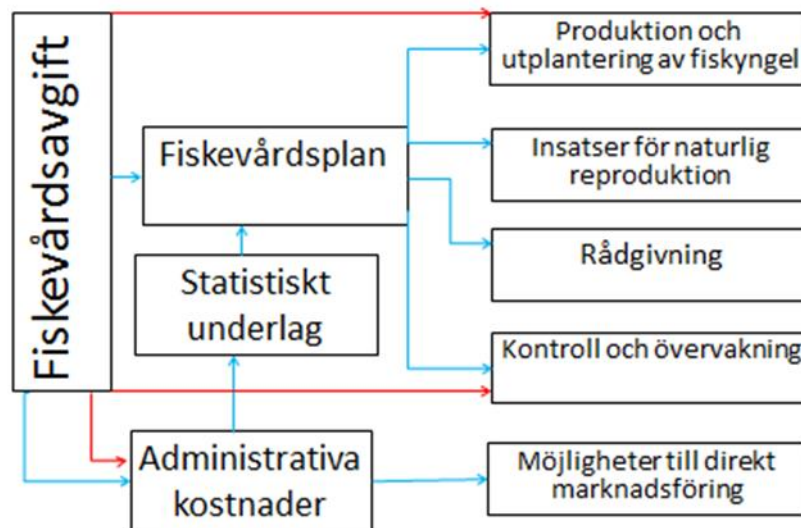 Fiskevårdsavgift
Produktion och
utplantering av fiskyngel
Fiskevårdsplan
Insatser för naturlig
reproduktion
Rådgivning
Statistiskt
underlag
Kontroll och övervakning
Administrativa
kostnader
Möjligheter till direkt
marknadsföring